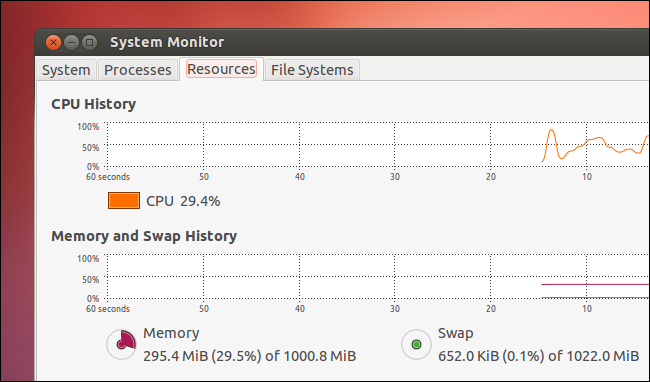 System Monitor
System Processes Resources File Systems
CPU History
100%
50%
0%
60 seconds 50 40 30 20 10
CPU 29.4%
Memory and Swap History
100%
50%
0%
60 seconds 50 40 30 20 10
Memory Swap
295.4 MiB (29.5%) of 1000.8 MiB 652.0 KiB (0.1%) of 1022.0 MiB